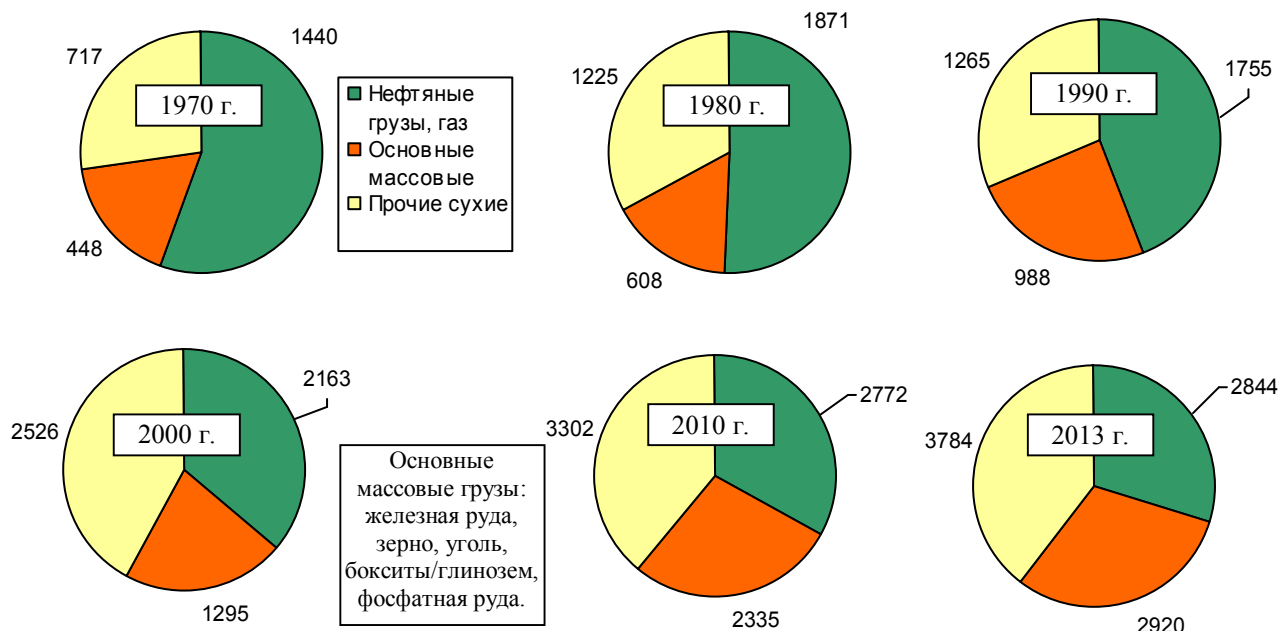 717
1440
1970 г.
448
Нефтяные
грузы, газ
Основные
массовые
Прочие сухие
1871
1225
1980 г.
608
1265
1755
1990 г.
988
2163
2526
2000 г.
1295
Основные
массовые грузы:
железная руда,
зерно, уголь,
бокситы/глинозем,
фосфатная руда.
2772
3302
2010 г.
2335
2844
3784
2013 г.
2920